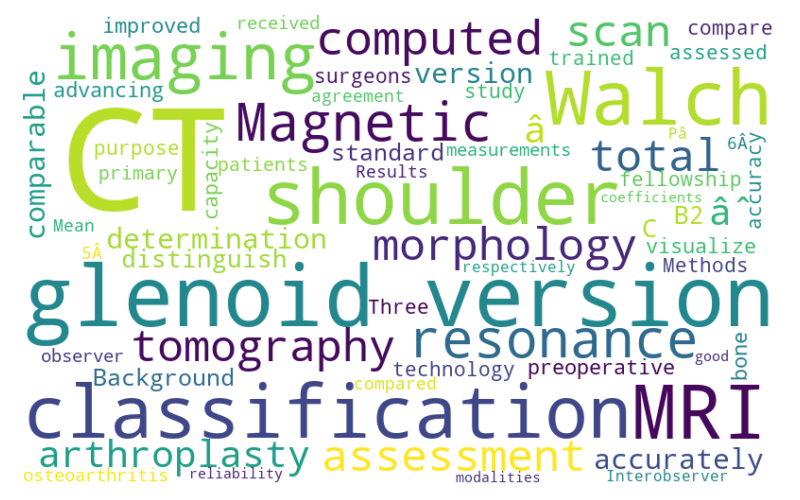 improved received compare
imaging computed scan
surgeons version trained assessed
advancing agreement study
comparable CT Magnetic â Walch
purpose capacity standard measurements Pâ total 6Â accuracy
primary patients Results
shoulder fellowship
coefficients
Mean determination morphology C B2 â ˆ
5Â distinguish visualize
respectively Methods
glenoid version
Three
tomography resonance bone
observer good
Background technology preoperative
compared
classification MRI
arthroplasty assessment accurately
osteoarthritis reliability modalities Interobserver